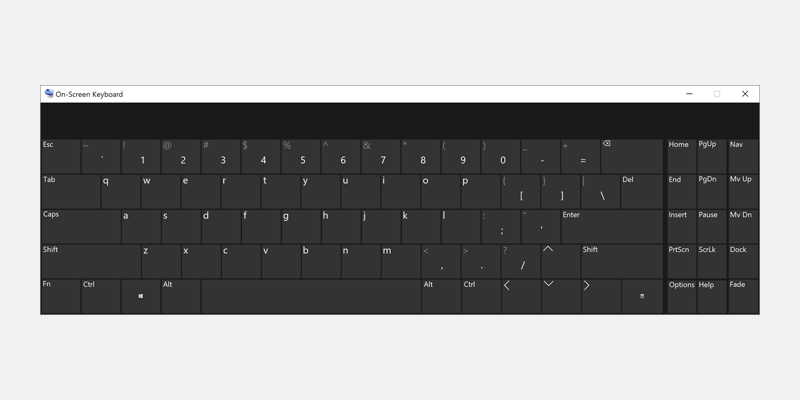 On-Screen Keyboard
Esc ~ ` ! 1 @ 2 # 3 $ 4 % 5 ^ 6 & 7 * 8 ( 9 ) 0 _ - + = Home PgUp Nav
Tab q w e r t y u i o p { [ } ] | \ Del End PgDn Mv Up
Caps a s d f g h j k l : ; " ' Enter Insert Pause Mv Dn
Shift z x c v b n m < , > . ? / Shift PrtScn ScrLk Dock
Fn Ctrl Alt Alt Ctrl Options Help Fade